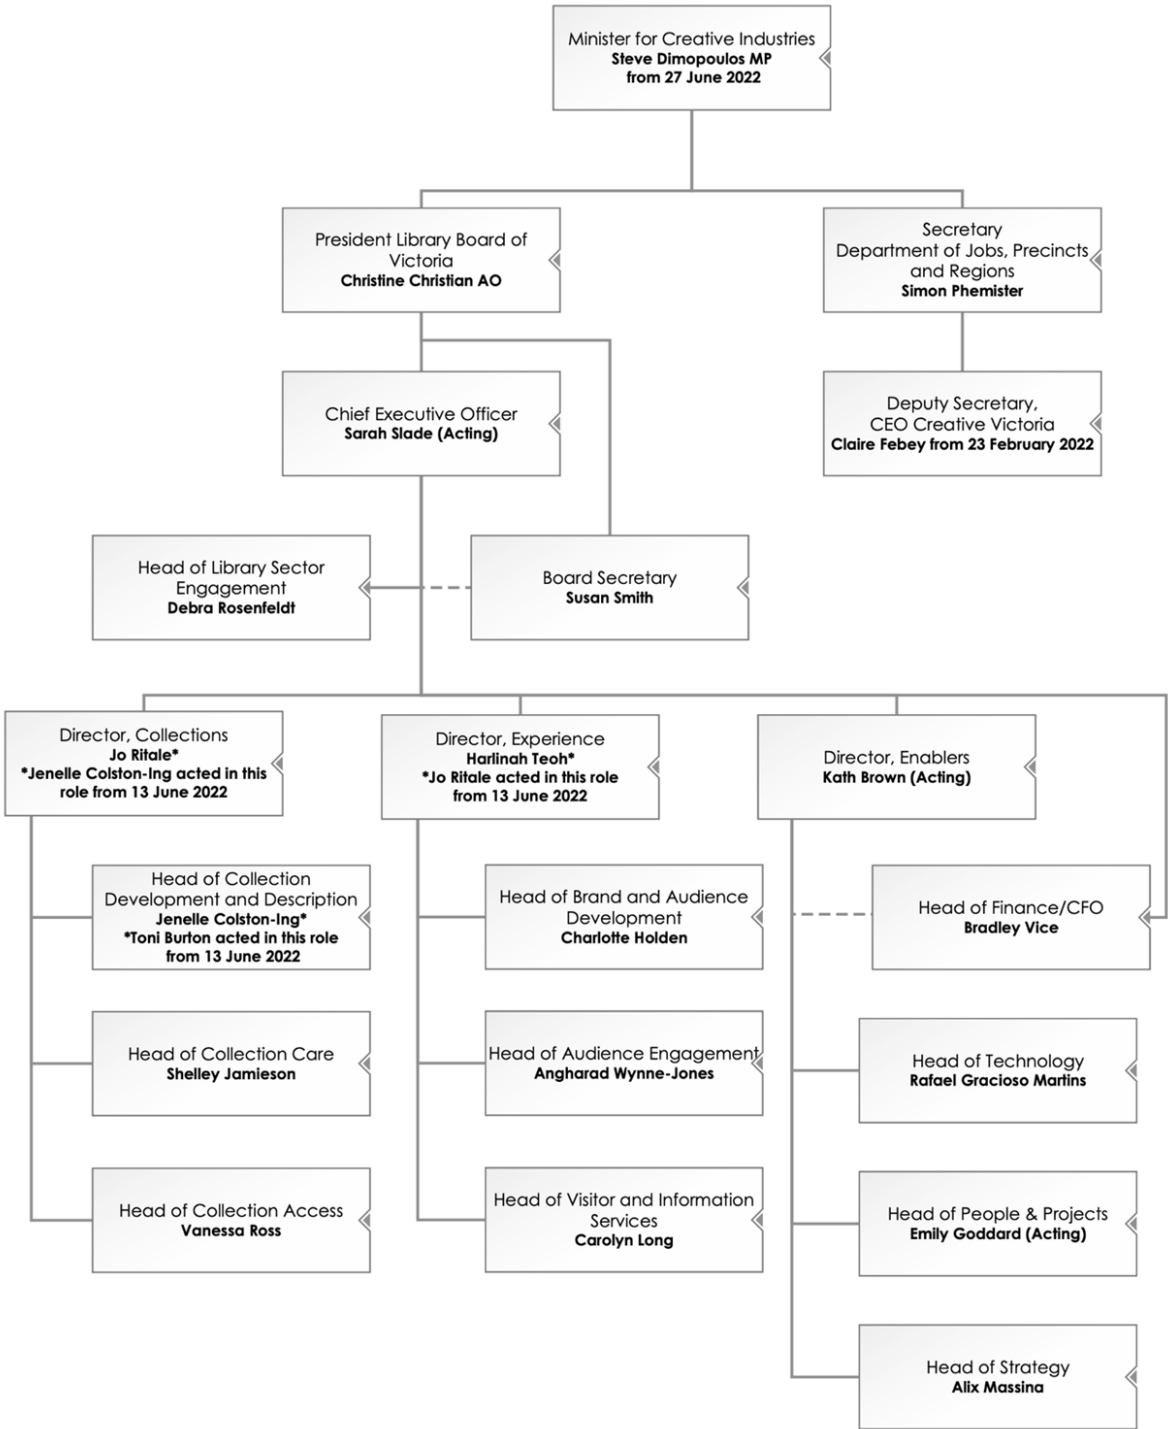 Minister for Creative Industries
Steve Dimopoulos MP
from 27 June 2022
President Library Board of
Victoria
Christine Christian AO
Secretary
Department of Jobs, Precincts
and Regions
Simon Phemister
Chief Executive Officer
Sarah Slade (Acting)
Deputy Secretary,
CEO Creative Victoria
Claire Febey from 23 February 2022
Head of Library Sector
Engagement
Debra Rosenfeldt
Board Secretary
Susan Smith
Director, Collections
Jo Ritale*
*Jenelle Colston-Ing acted in this
role from 13 June 2022
Director, Experience
Harlinah Teoh*
*Jo Ritale acted in this role
from 13 June 2022
Director, Enablers
Kath Brown (Acting)
Head of Collection
Development and Description
Jenelle Colston-Ing*
*Toni Burton acted in this role
from 13 June 2022
Head of Brand and Audience
Development
Charlotte Holden
Head of Finance/CFO
Bradley Vice
Head of Collection Care
Shelley Jamieson
Head of Audience Engagement
Angharad Wynne-Jones
Head of Technology
Rafael Gracioso Martins
Head of Collection Access
Vanessa Ross
Head of Visitor and Information
Services
Carolyn Long
Head of People & Projects
Emily Goddard (Acting)
Head of Strategy
Alix Massina